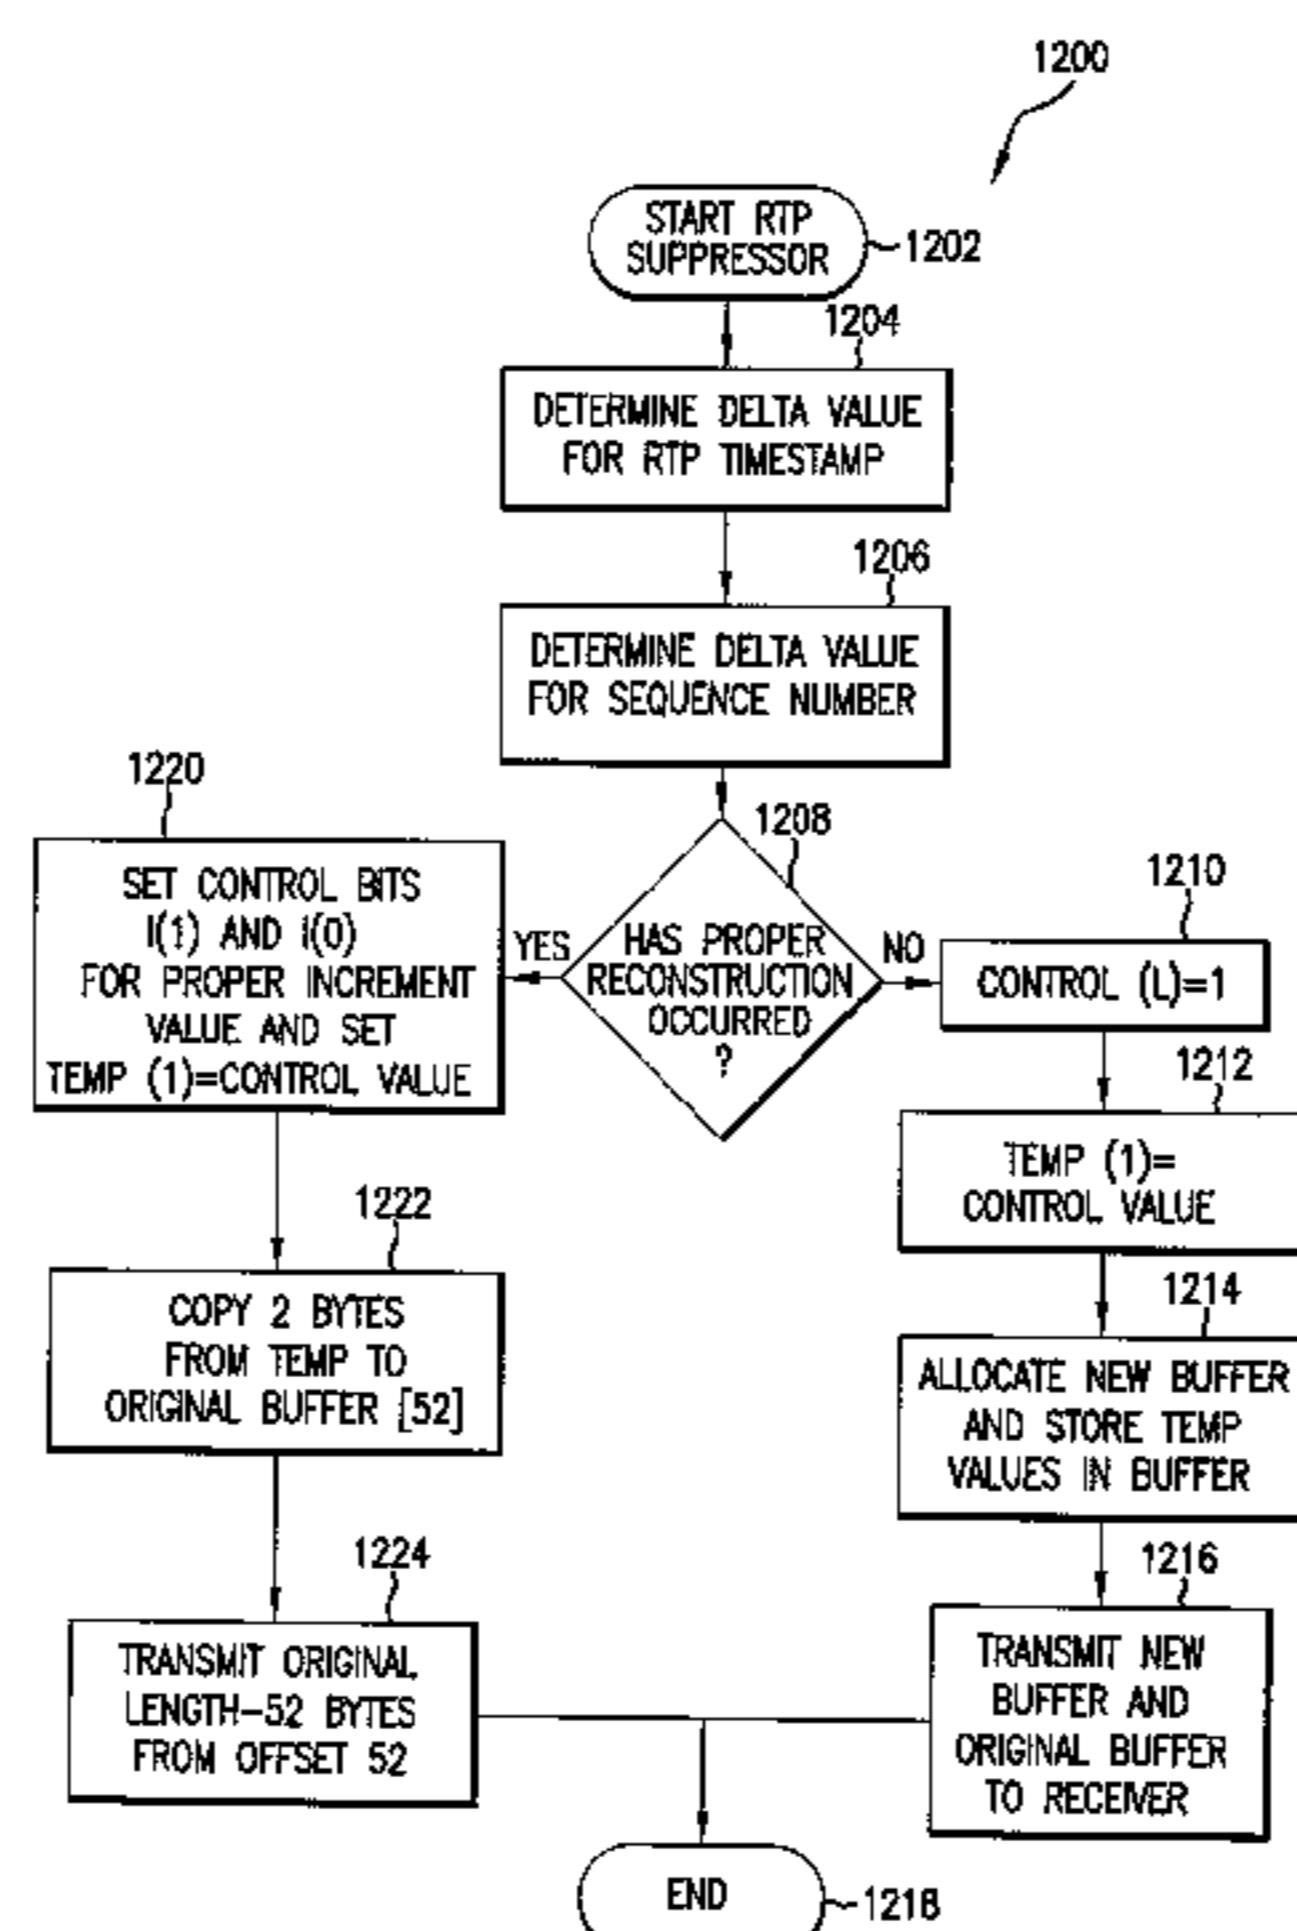 1200
START RTP
SUPPRESSOR
1202
1204
DETERMINE DELTA VALUE
FOR RTP TIMESTAMP
1206
DETERMINE DELTA VALUE
FOR SEQUENCE NUMBER
1208
HAS PROPER
RECONSTRUCTION
OCCURRED
?
YES
NO
1220
SET CONTROL BITS
I(1) AND I(0)
FOR PROPER INCREMENT
VALUE AND SET
TEMP (1)=CONTROL VALUE
1222
COPY 2 BYTES
FROM TEMP TO
ORIGINAL BUFFER [52]
1224
TRANSMIT ORIGINAL
LENGTH-52 BYTES
FROM OFFSET 52
1210
CONTROL (L)=1
1212
TEMP (1)=
CONTROL VALUE
1214
ALLOCATE NEW BUFFER
AND STORE TEMP
VALUES IN BUFFER
1216
TRANSMIT NEW
BUFFER AND
ORIGINAL BUFFER
TO RECEIVER
END
1218